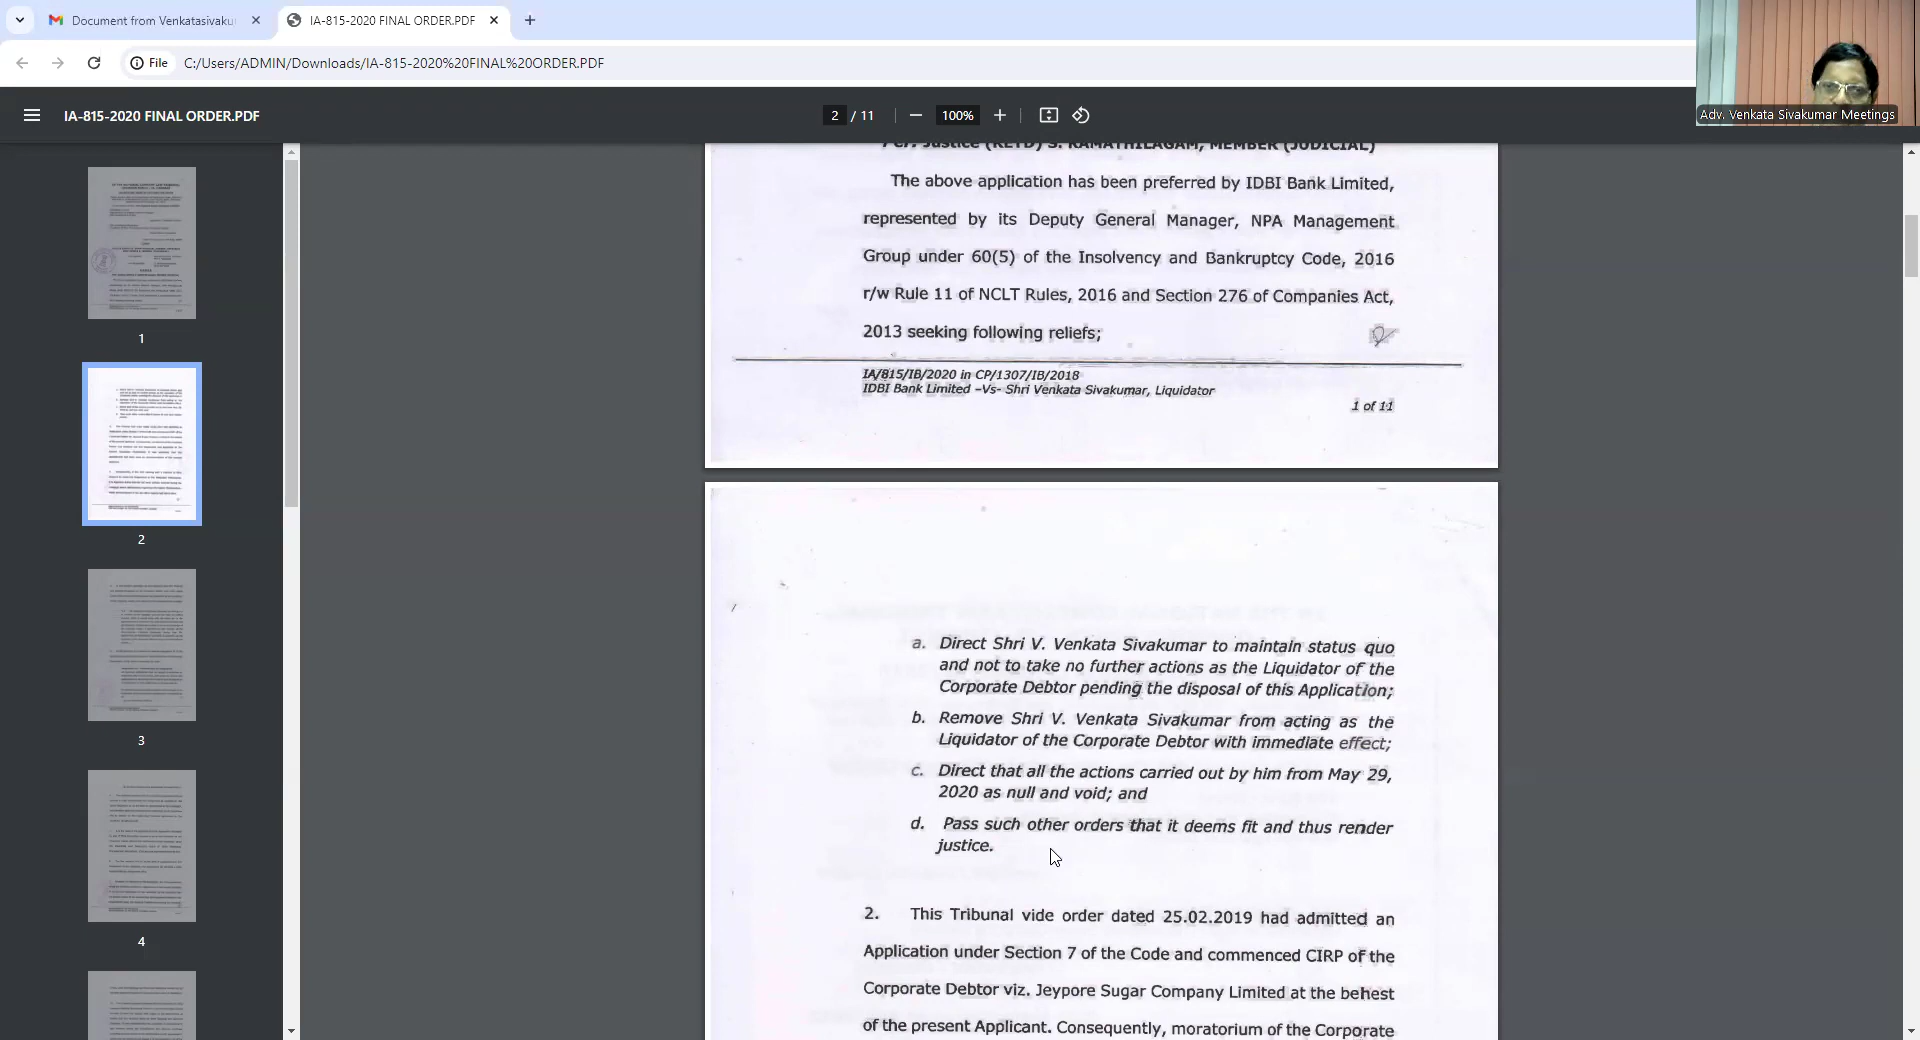 Document from Venkatasivaku
IA-815-2020 FINAL ORDER.PDF
File
C:/Users/ADMIN/Downloads/IA-815-2020%20FINAL%20ORDER.PDF
IA-815-2020 FINAL ORDER.PDF
2 / 11
100%
Adv. Venkata Sivakumar Meetings
1
2
3
4
Per: Justice (RETD) S. RAMATHILAGAM, MEMBER (JUDICIAL)
The above application has been preferred by IDBI Bank Limited,
represented by its Deputy General Manager, NPA Management
Group under 60(5) of the Insolvency and Bankruptcy Code, 2016
r/w Rule 11 of NCLT Rules, 2016 and Section 276 of Companies Act,
2013 seeking following reliefs;
IA/815/IB/2020 in CP/1307/IB/2018
IDBI Bank Limited –Vs– Shri Venkata Sivakumar, Liquidator
1 of 11
a. Direct Shri V. Venkata Sivakumar to maintain status quo
and not to take no further actions as the Liquidator of the
Corporate Debtor pending the disposal of this Application;
b. Remove Shri V. Venkata Sivakumar from acting as the
Liquidator of the Corporate Debtor with immediate effect;
c. Direct that all the actions carried out by him from May 29,
2020 as null and void; and
d. Pass such other orders that it deems fit and thus render
justice.
2. This Tribunal vide order dated 25.02.2019 had admitted an
Application under Section 7 of the Code and commenced CIRP of the
Corporate Debtor viz. Jeypore Sugar Company Limited at the behest
of the present Applicant. Consequently, moratorium of the Corporate